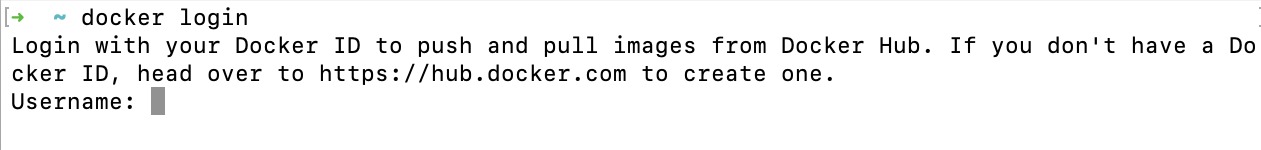 [➜  ~ docker login
Login with your Docker ID to push and pull images from Docker Hub. If you don't have a Do
cker ID, head over to https://hub.docker.com to create one.
Username: